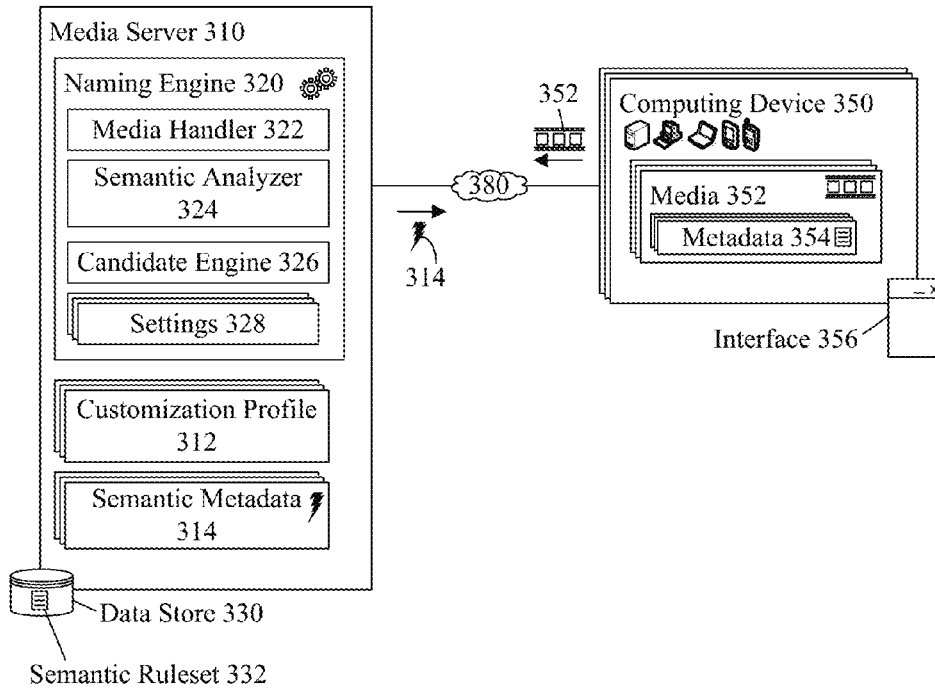 Media Server 310
Naming Engine 320
Media Handler 322
Semantic Analyzer
324
Candidate Engine 326
Settings 328
Customization Profile
312
Semantic Metadata
314
Data Store 330
Semantic Ruleset 332
352
380
314
Computing Device 350
Media 352
Metadata 354
Interface 356